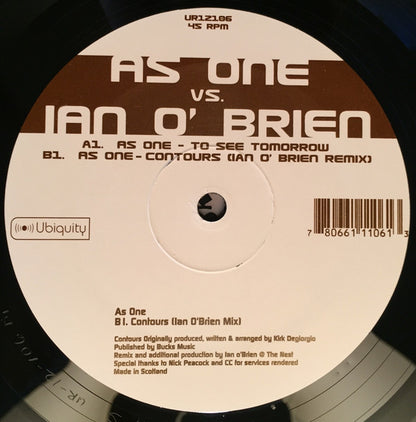 UR12106
45 RPM
AS ONE
VS.
IAN O' BRIEN
A1. AS ONE - TO SEE TOMORROW
B1. AS ONE - CONTOURS (IAN O' BRIEN REMIX)
Ubiquity
7 80661 11061 3
As One
B1. Contours (Ian O'Brien Mix)
Contours Originally produced, written & arranged by Kirk Degiorgio
Published by Bucks Music
Remix and additional production by Ian o'Brien @ The Nest
Special thanks to Nick Peacock and CC for services rendered
Made in Scotland